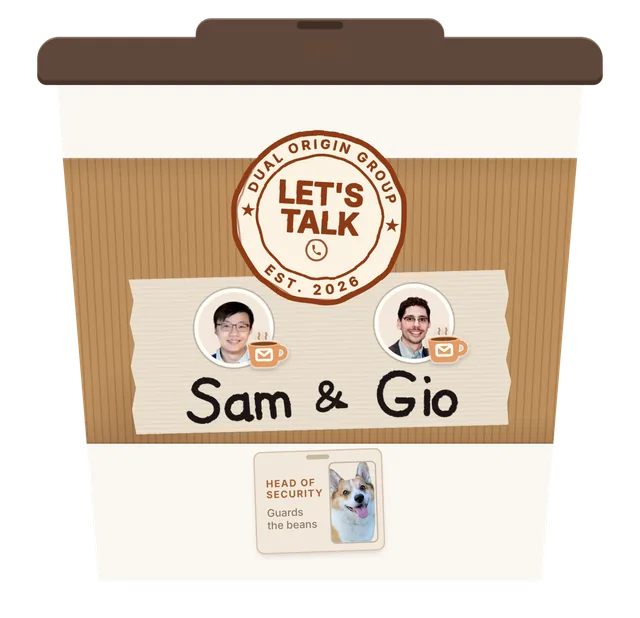 DUAL ORIGIN GROUP
LET'S
TALK
EST. 2026
Sam & Gio
HEAD OF
SECURITY
Guards
the beans